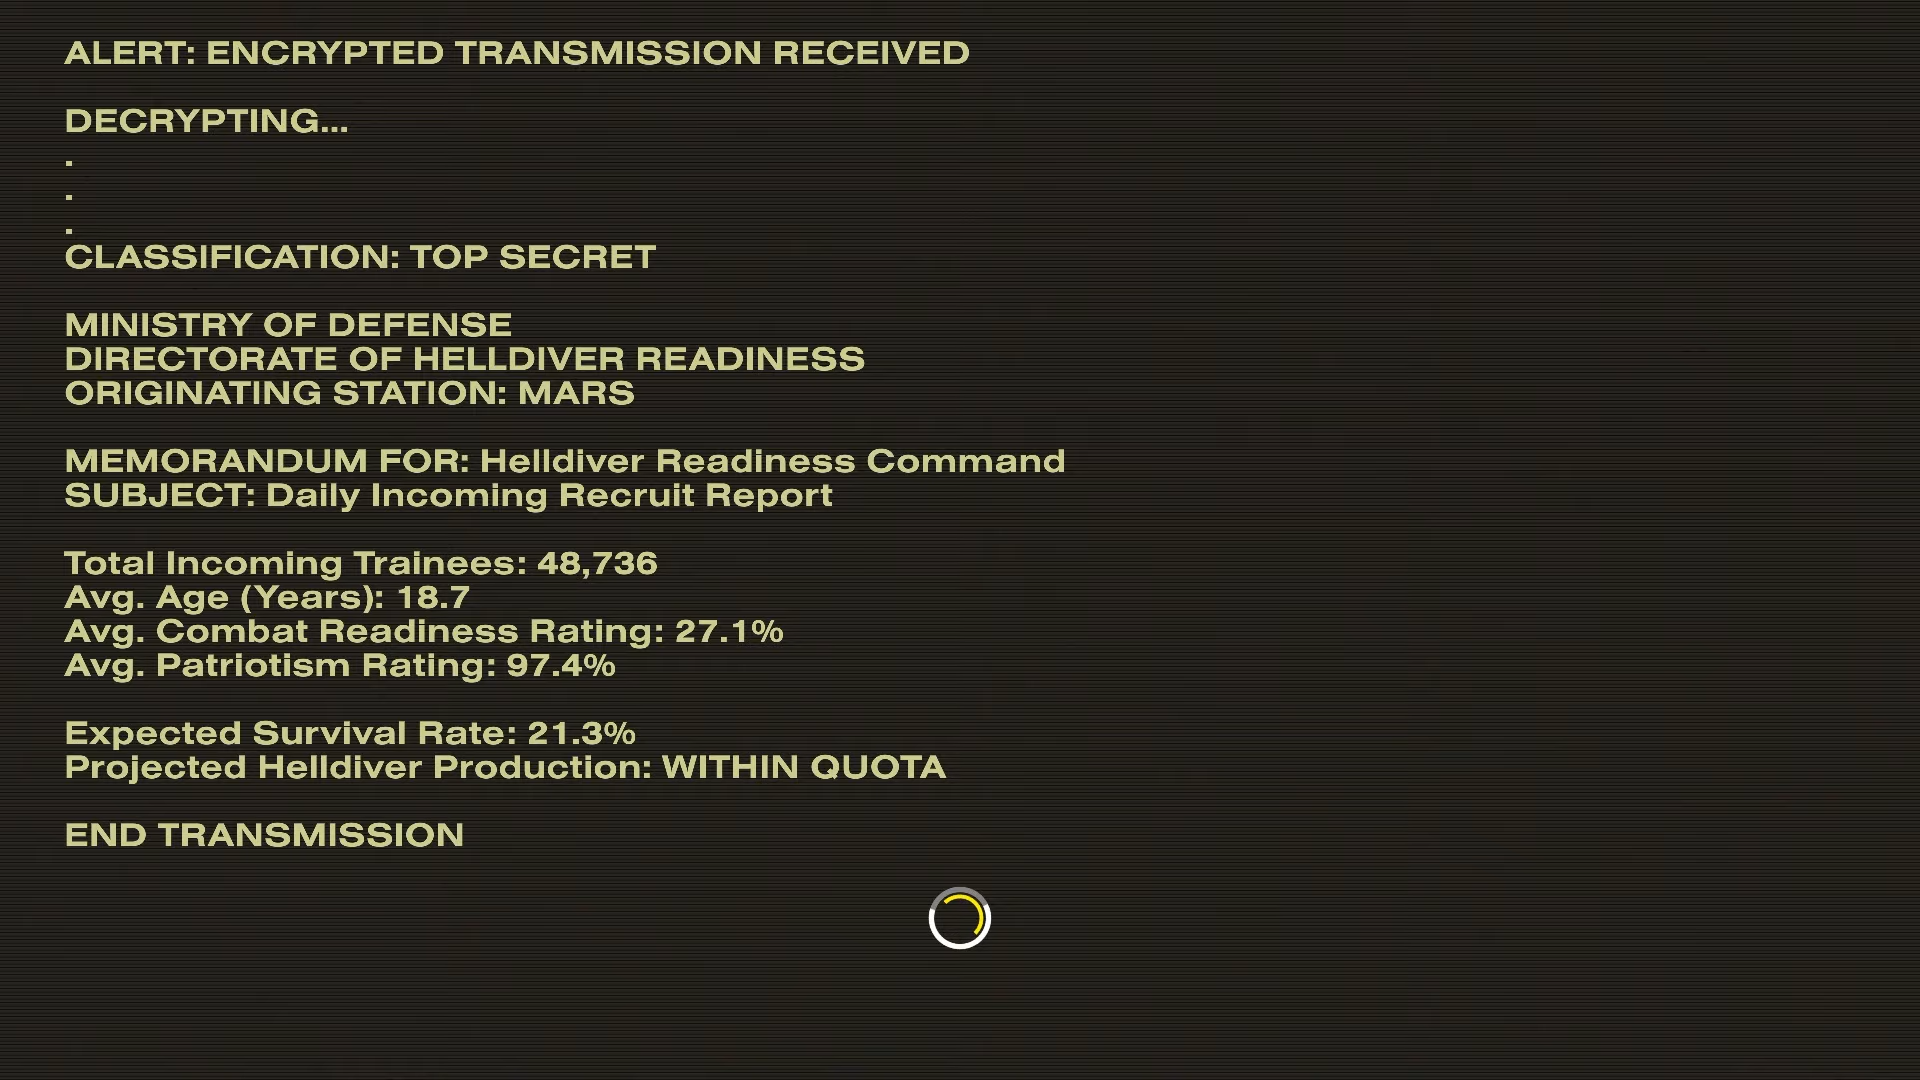 ALERT: ENCRYPTED TRANSMISSION RECEIVED
DECRYPTING...
.
.
.
CLASSIFICATION: TOP SECRET
MINISTRY OF DEFENSE
DIRECTORATE OF HELLDIVER READINESS
ORIGINATING STATION: MARS
MEMORANDUM FOR: Helldiver Readiness Command
SUBJECT: Daily Incoming Recruit Report
Total Incoming Trainees: 48,736
Avg. Age (Years): 18.7
Avg. Combat Readiness Rating: 27.1%
Avg. Patriotism Rating: 97.4%
Expected Survival Rate: 21.3%
Projected Helldiver Production: WITHIN QUOTA
END TRANSMISSION